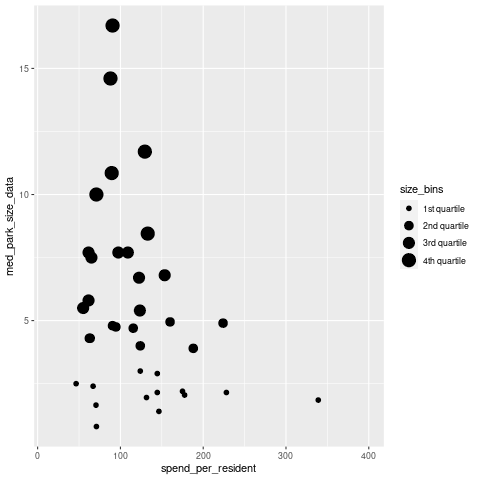 15
10
5
0 100 200 300 400
spend_per_resident
med_park_size_data
size_bins
1st quartile
2nd quartile
3rd quartile
4th quartile